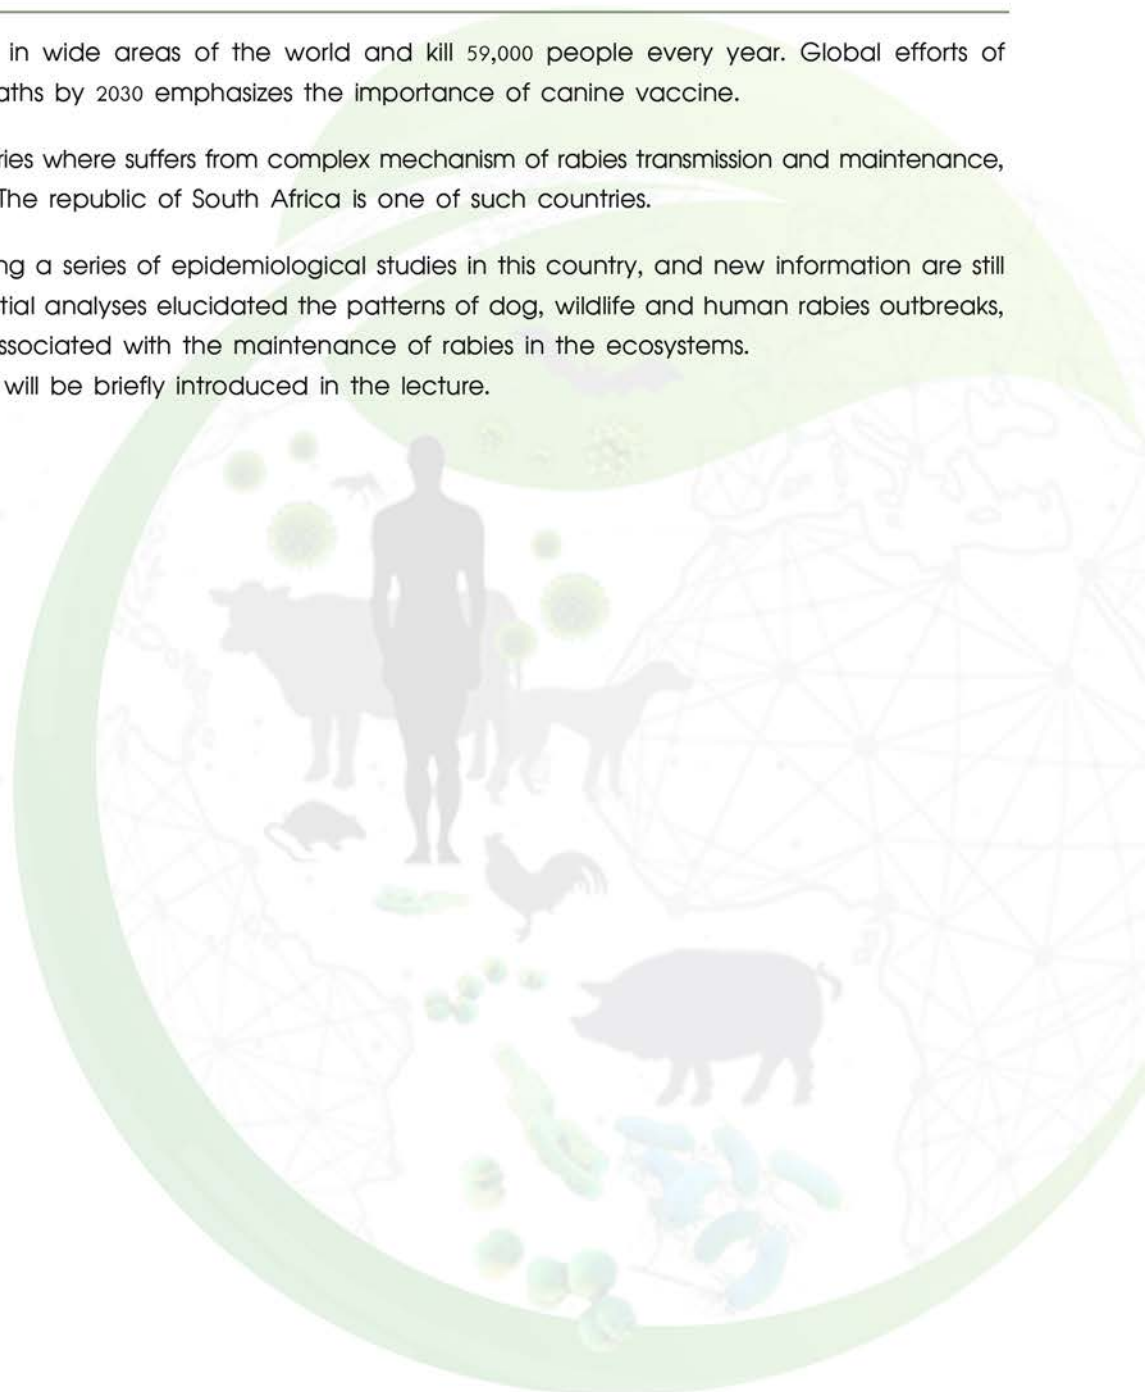 in wide areas of the world and kill 59,000 people every year. Global efforts of
aths by 2030 emphasizes the importance of canine vaccine.
ries where suffers from complex mechanism of rabies transmission and maintenance,
The republic of South Africa is one of such countries.
ng a series of epidemiological studies in this country, and new information are still
tial analyses elucidated the patterns of dog, wildlife and human rabies outbreaks,
ssociated with the maintenance of rabies in the ecosystems.
will be briefly introduced in the lecture.